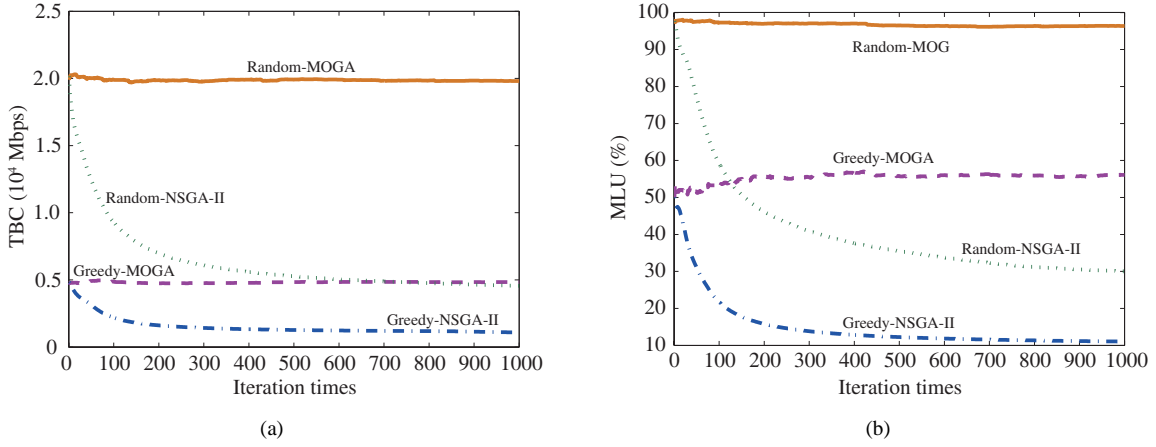 2.5
2.0
1.5
1.0
0.5
0
TBC (10⁴ Mbps)
Random-MOGA
Random-NSGA-II
Greedy-MOGA
Greedy-NSGA-II
0 100 200 300 400 500 600 700 800 900 1000
Iteration times
(a)
100
90
80
70
60
50
40
30
20
10
MLU (%)
Random-MOG
Greedy-MOGA
Random-NSGA-II
Greedy-NSGA-II
0 100 200 300 400 500 600 700 800 900 1000
Iteration times
(b)